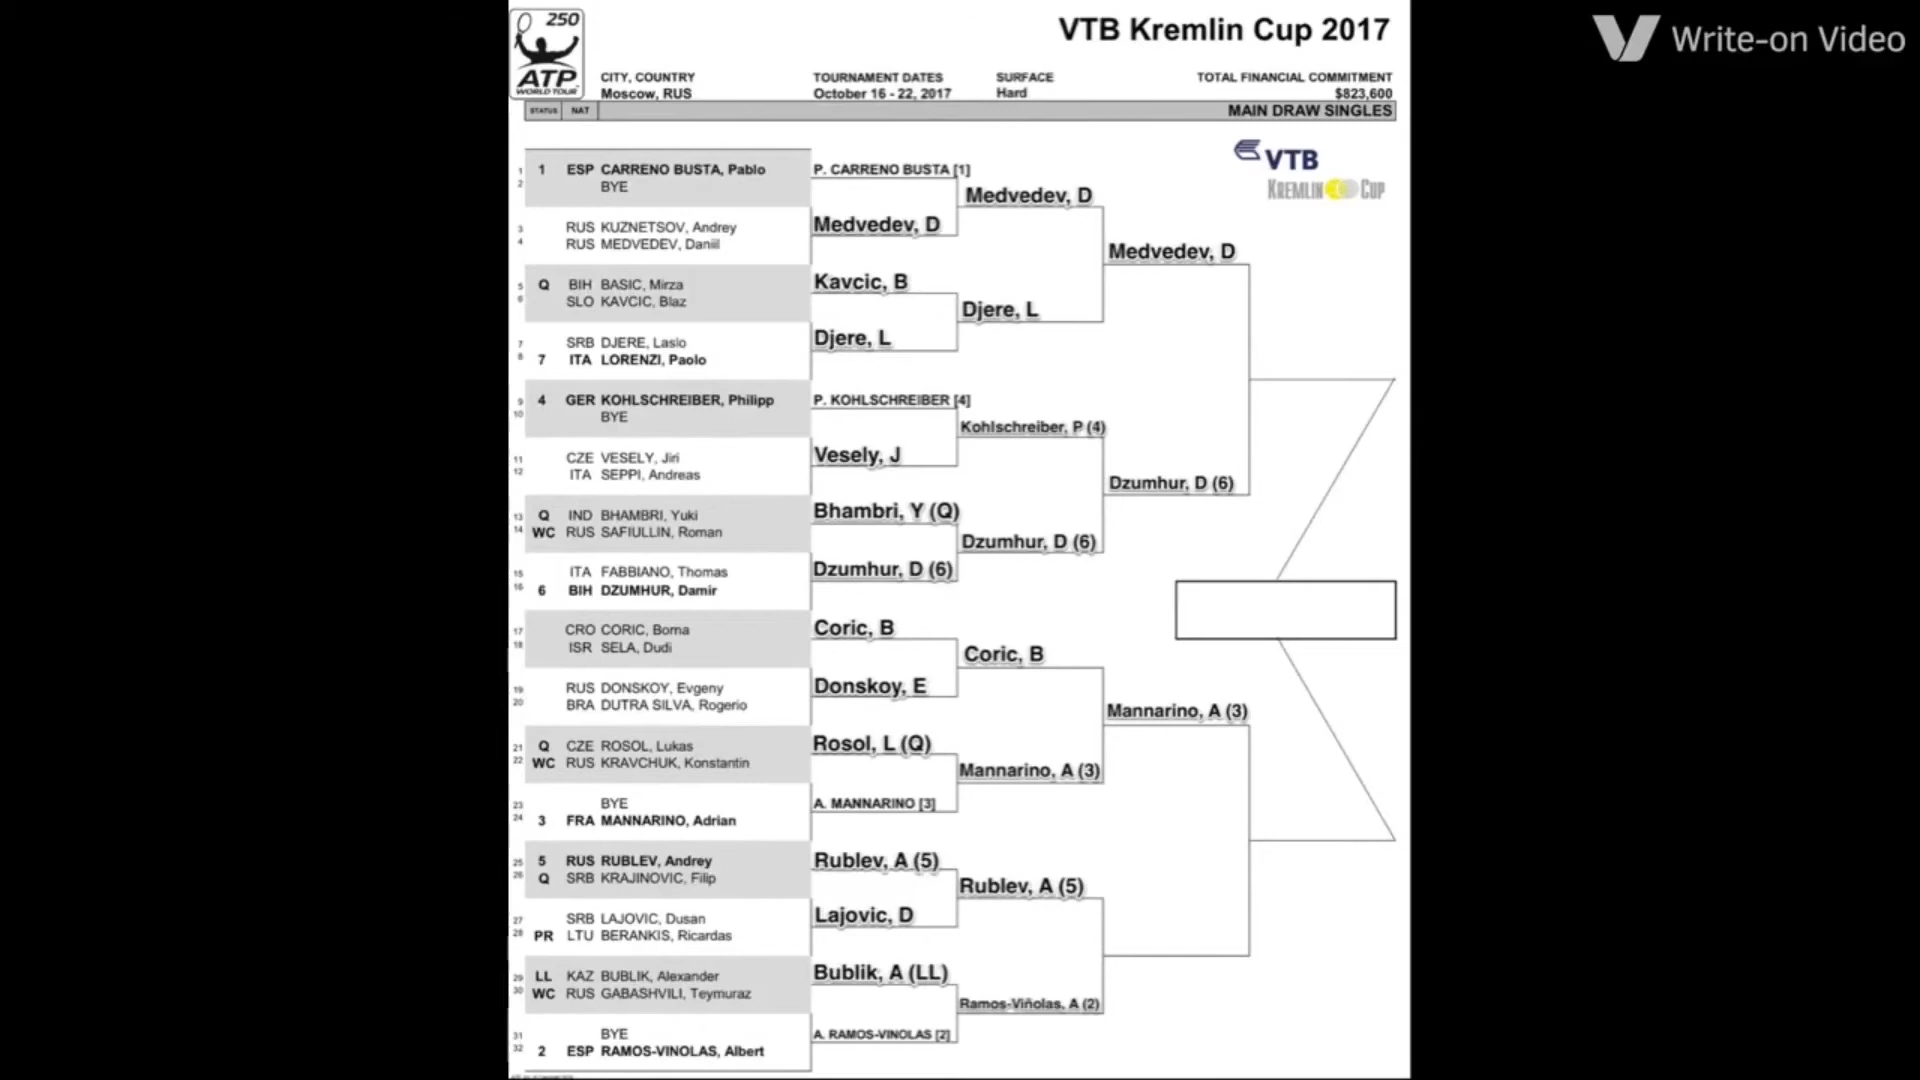 250
ATP
WORLD TOUR
VTB Kremlin Cup 2017
Write-on Video
CITY, COUNTRY TOURNAMENT DATES SURFACE TOTAL FINANCIAL COMMITMENT
Moscow, RUS October 16 - 22, 2017 Hard $823,600
STATUS NAT MAIN DRAW SINGLES
VTB
KREMLIN CUP
1 1 ESP CARRENO BUSTA, Pablo
2 BYE
3 RUS KUZNETSOV, Andrey
4 RUS MEDVEDEV, Daniil
5 Q BIH BASIC, Mirza
6 SLO KAVCIC, Blaz
7 SRB DJERE, Laslo
8 7 ITA LORENZI, Paolo
9 4 GER KOHLSCHREIBER, Philipp
10 BYE
11 CZE VESELY, Jiri
12 ITA SEPPI, Andreas
13 Q IND BHAMBRI, Yuki
14 WC RUS SAFIULLIN, Roman
15 ITA FABBIANO, Thomas
16 6 BIH DZUMHUR, Damir
17 CRO CORIC, Borna
18 ISR SELA, Dudi
19 RUS DONSKOY, Evgeny
20 BRA DUTRA SILVA, Rogerio
21 Q CZE ROSOL, Lukas
22 WC RUS KRAVCHUK, Konstantin
23 BYE
24 3 FRA MANNARINO, Adrian
25 5 RUS RUBLEV, Andrey
26 Q SRB KRAJINOVIC, Filip
27 SRB LAJOVIC, Dusan
28 PR LTU BERANKIS, Ricardas
29 LL KAZ BUBLIK, Alexander
30 WC RUS GABASHVILI, Teymuraz
31 BYE
32 2 ESP RAMOS-VINOLAS, Albert
P. CARRENO BUSTA [1]
Medvedev, D
Kavcic, B
Djere, L
P. KOHLSCHREIBER [4]
Vesely, J
Bhambri, Y (Q)
Dzumhur, D (6)
Coric, B
Donskoy, E
Rosol, L (Q)
A. MANNARINO [3]
Rublev, A (5)
Lajovic, D
Bublik, A (LL)
A. RAMOS-VINOLAS [2]
Medvedev, D
Djere, L
Kohlschreiber, P (4)
Dzumhur, D (6)
Coric, B
Mannarino, A (3)
Rublev, A (5)
Ramos-Viñolas, A (2)
Medvedev, D
Dzumhur, D (6)
Mannarino, A (3)